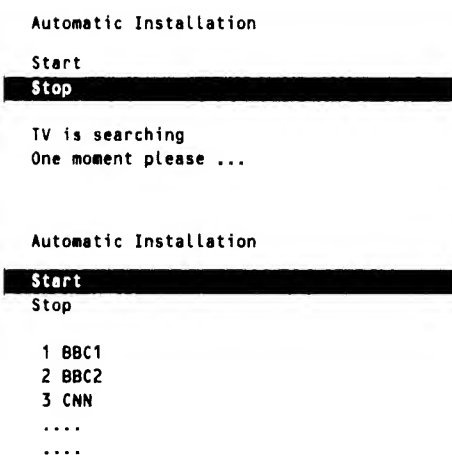 Automatic Installation
Start
Stop
TV is searching
One moment please ...
Automatic Installation
Start
Stop
1 BBC1
2 BBC2
3 CNN
....
....